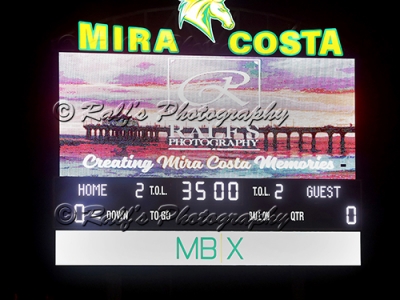 MIRA COSTA
© Ralf's Photography
R
RALF'S
PHOTOGRAPHY
Creating Mira Costa Memories
HOME 2 T.O.L. 35:00 T.O.L. 2 GUEST
0 DOWN TO GO BALL ON QTR 0
© Ralf's Photography
MB X